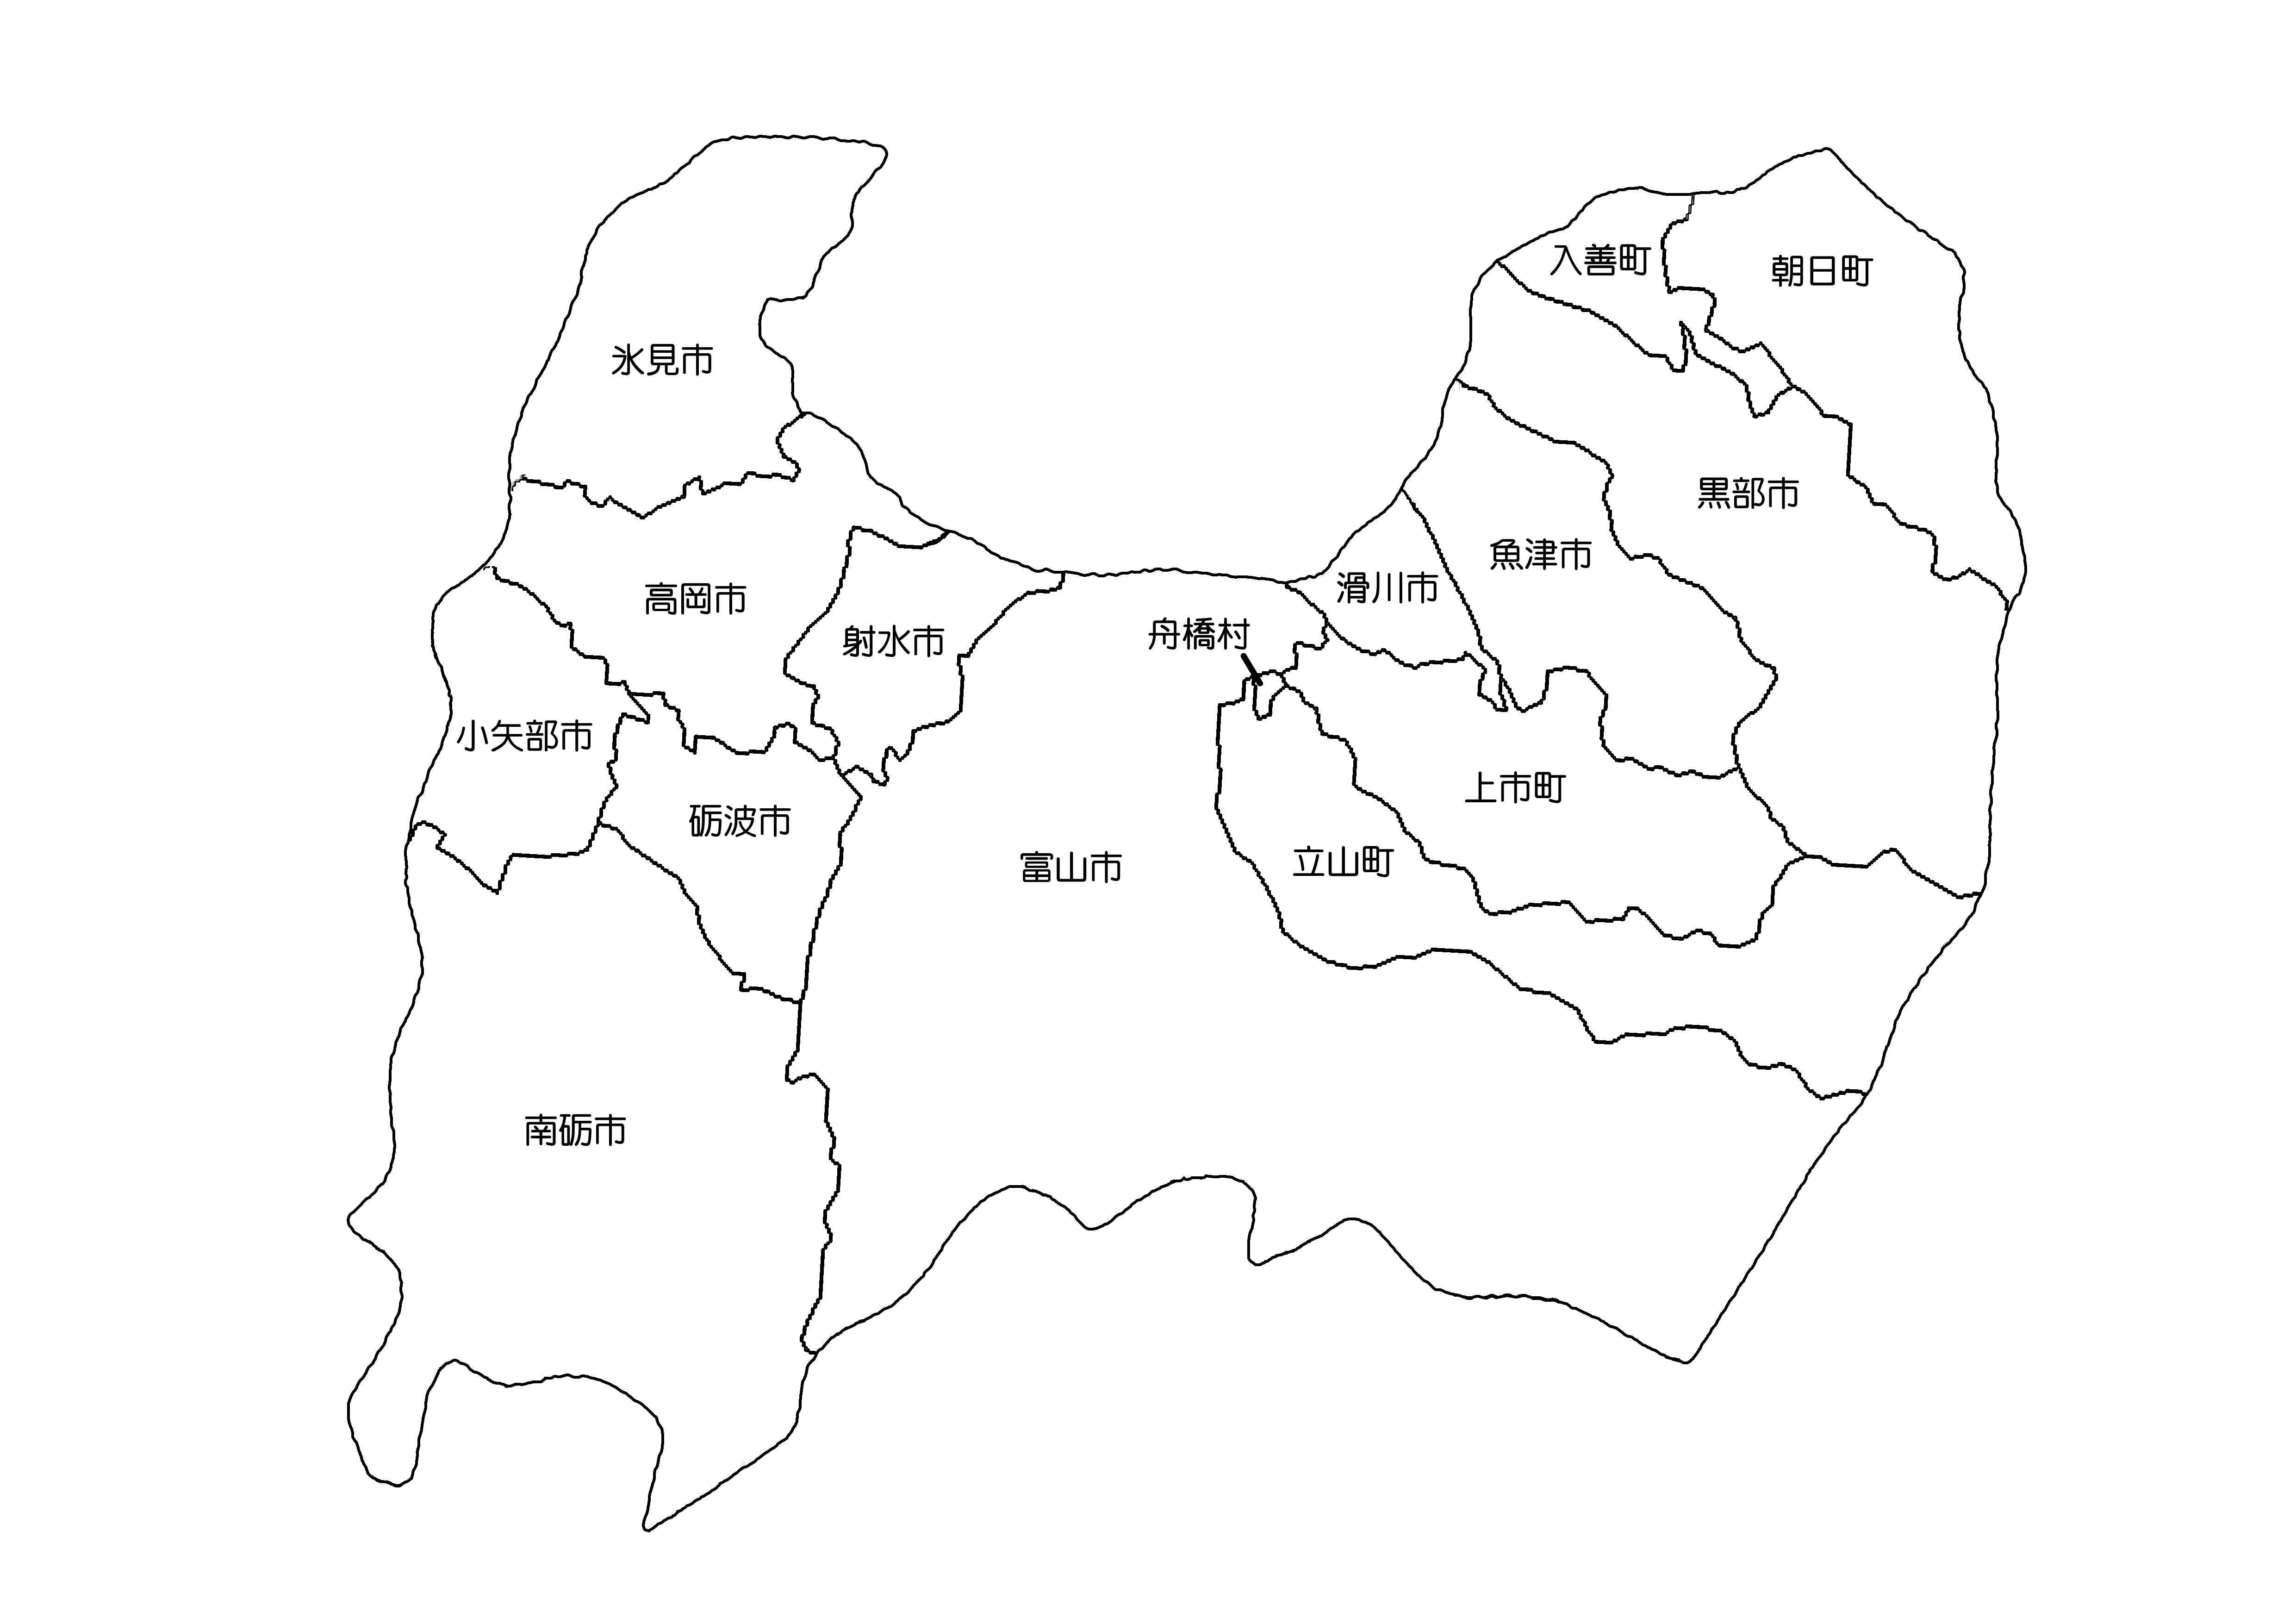 入善町
朝日町
氷見市
黒部市
魚津市
滑川市
高岡市
舟橋村
射水市
小矢部市
上市町
砺波市
立山町
富山市
南砺市